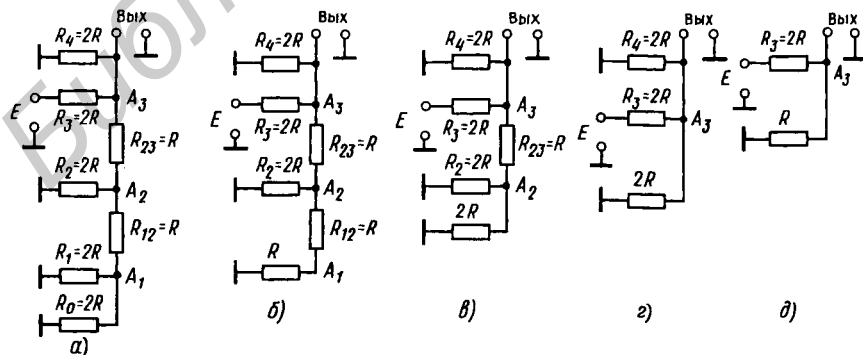 Вых
R₄=2R
E
A₃
R₃=2R
R₂₃=R
R₂=2R
A₂
R₁₂=R
R₁=2R
A₁
R₀=2R
а)
Вых
R₄=2R
E
A₃
R₃=2R
R₂₃=R
R₂=2R
A₂
R₁₂=R
R
A₁
б)
Вых
R₄=2R
E
A₃
R₃=2R
R₂₃=R
R₂=2R
A₂
2R
в)
Вых
R₄=2R
R₃=2R
E
A₃
2R
г)
Вых
R₃=2R
E
A₃
R
д)
Библ